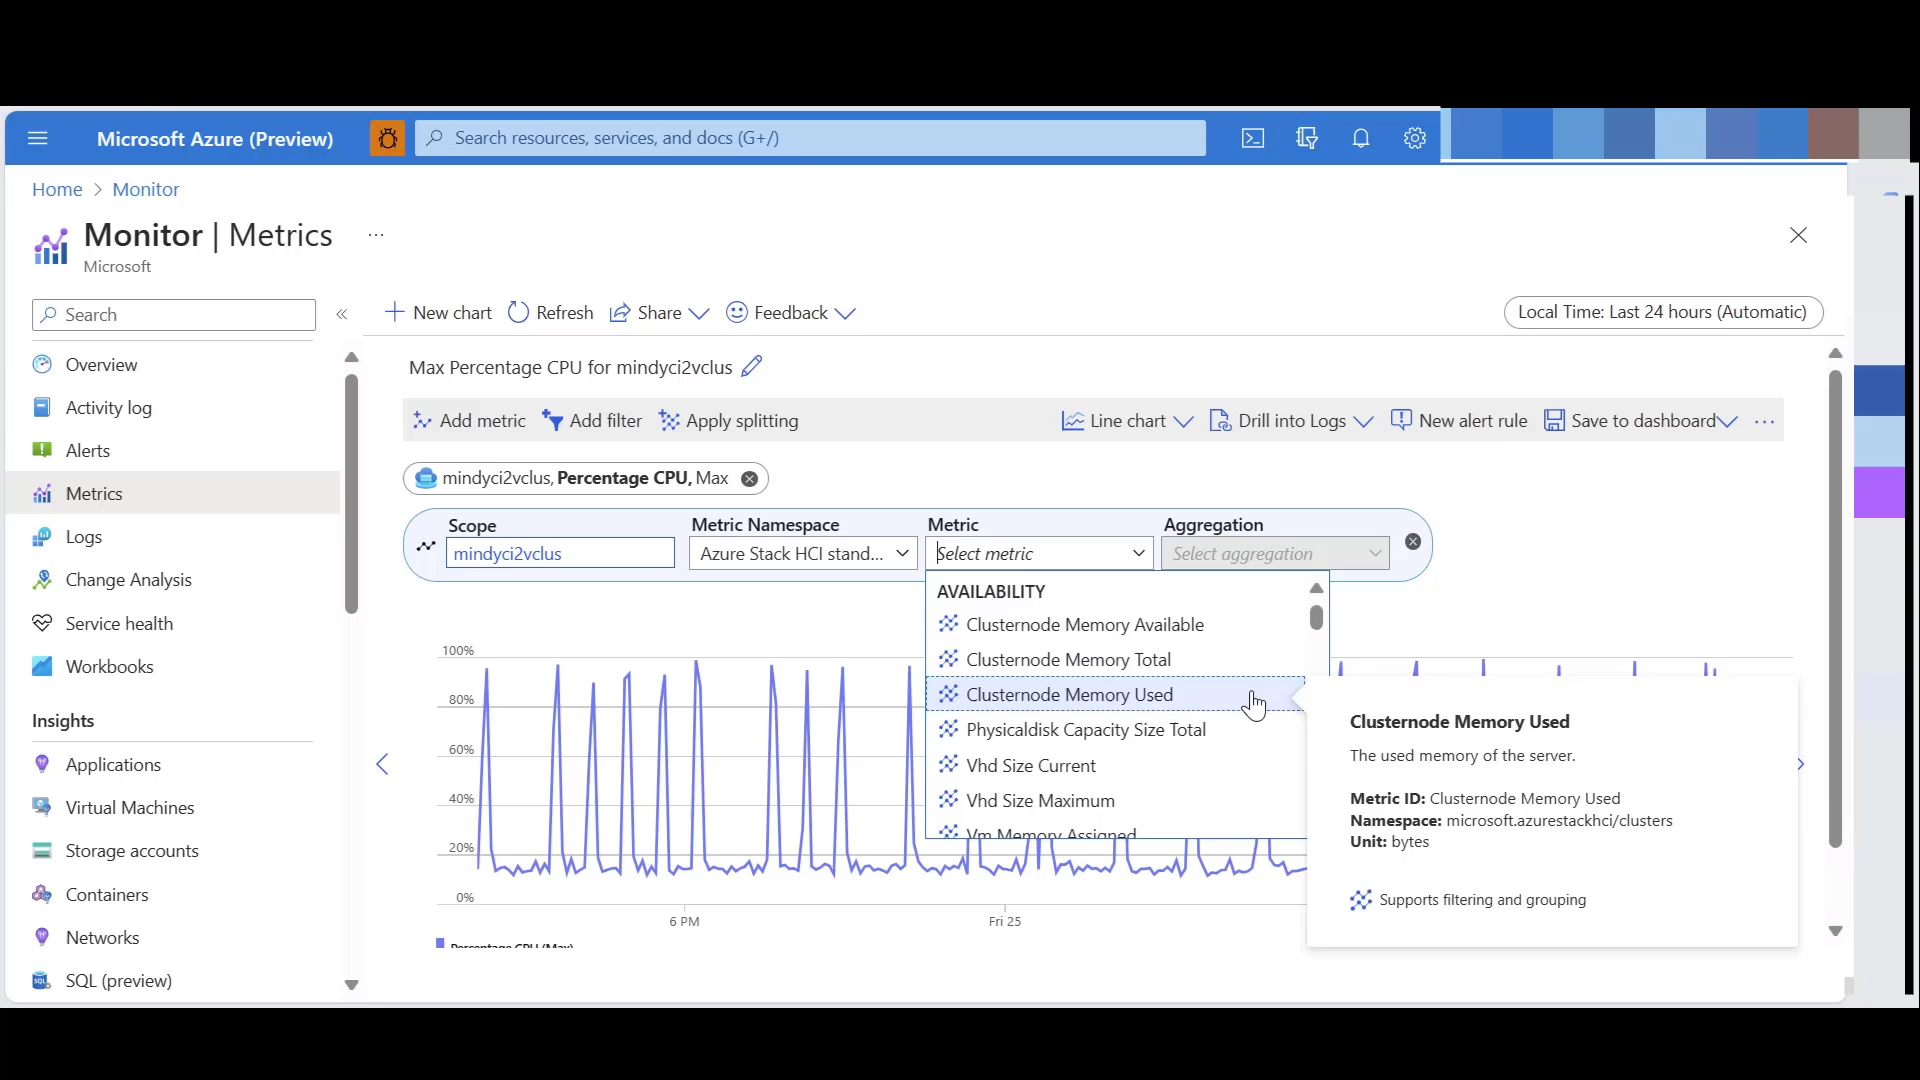 Microsoft Azure (Preview)
Search resources, services, and docs (G+/)
Home > Monitor
Monitor | Metrics
...
Microsoft
Search
«
New chart
Refresh
Share
Feedback
Local Time: Last 24 hours (Automatic)
Overview
Activity log
Alerts
Metrics
Logs
Change Analysis
Service health
Workbooks
Insights
Applications
Virtual Machines
Storage accounts
Containers
Networks
SQL (preview)
Max Percentage CPU for mindyci2vclus
Add metric
Add filter
Apply splitting
Line chart
Drill into Logs
New alert rule
Save to dashboard
...
mindyci2vclus, Percentage CPU, Max
Scope
mindyci2vclus
Metric Namespace
Azure Stack HCI stand...
Metric
Select metric
Aggregation
Select aggregation
AVAILABILITY
Clusternode Memory Available
Clusternode Memory Total
Clusternode Memory Used
Physicaldisk Capacity Size Total
Vhd Size Current
Vhd Size Maximum
Vm Memory Assigned
100%
80%
60%
40%
20%
0%
6 PM
Fri 25
Percentage CPU (Max)
Clusternode Memory Used
The used memory of the server.
Metric ID: Clusternode Memory Used
Namespace: microsoft.azurestackhci/clusters
Unit: bytes
Supports filtering and grouping